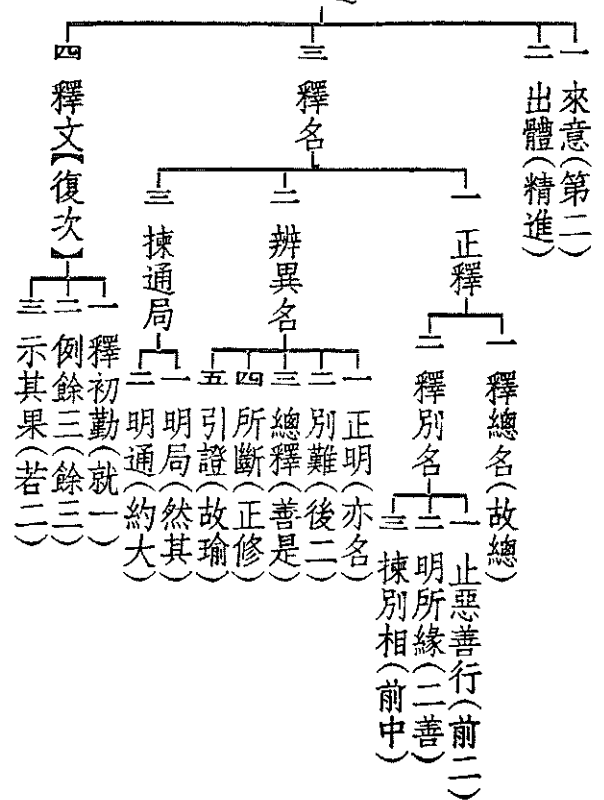 一 來意(第二)
二 出體(精進)
三 釋名
一 正釋
一 釋總名(故總)
二 釋別名
一 止惡善行(前二)
二 明所緣(二善)
三 揀別相(前中)
二 辨異名
一 正明(亦名)
二 別難(後二)
三 總釋(善是)
四 所斷(正修)
五 引證(故瑜)
三 揀通局
一 明局(然其)
二 明通(約大)
四 釋文【復次】
一 釋初勤(就一)
二 例餘三(餘三)
三 示其果(若二)